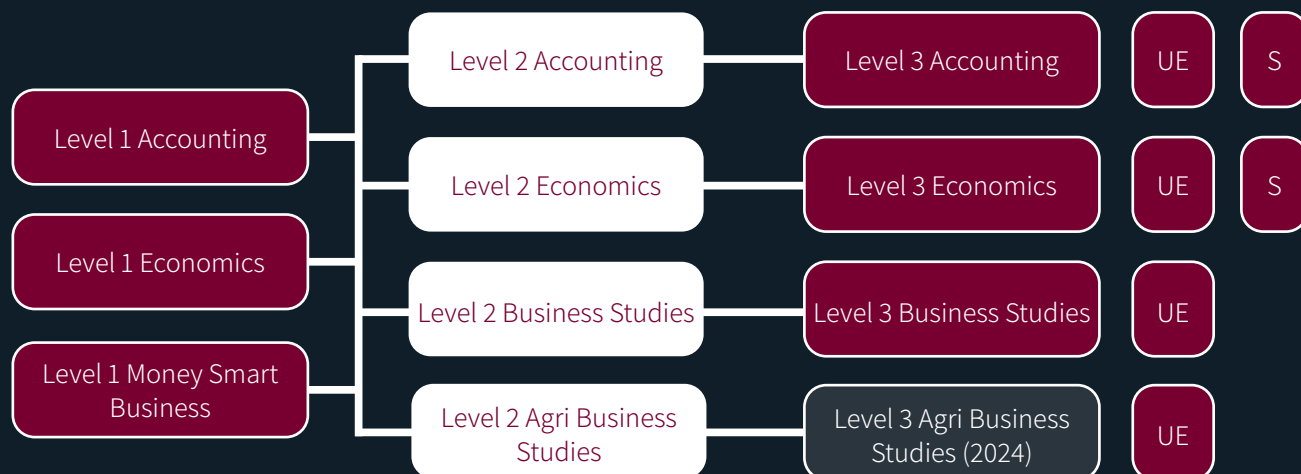 Level 1 Accounting
Level 1 Economics
Level 1 Money Smart
Business
Level 2 Accounting
Level 3 Accounting
UE
S
Level 2 Economics
Level 3 Economics
UE
S
Level 2 Business Studies
Level 3 Business Studies
UE
Level 2 Agri Business
Studies
Level 3 Agri Business
Studies (2024)
UE